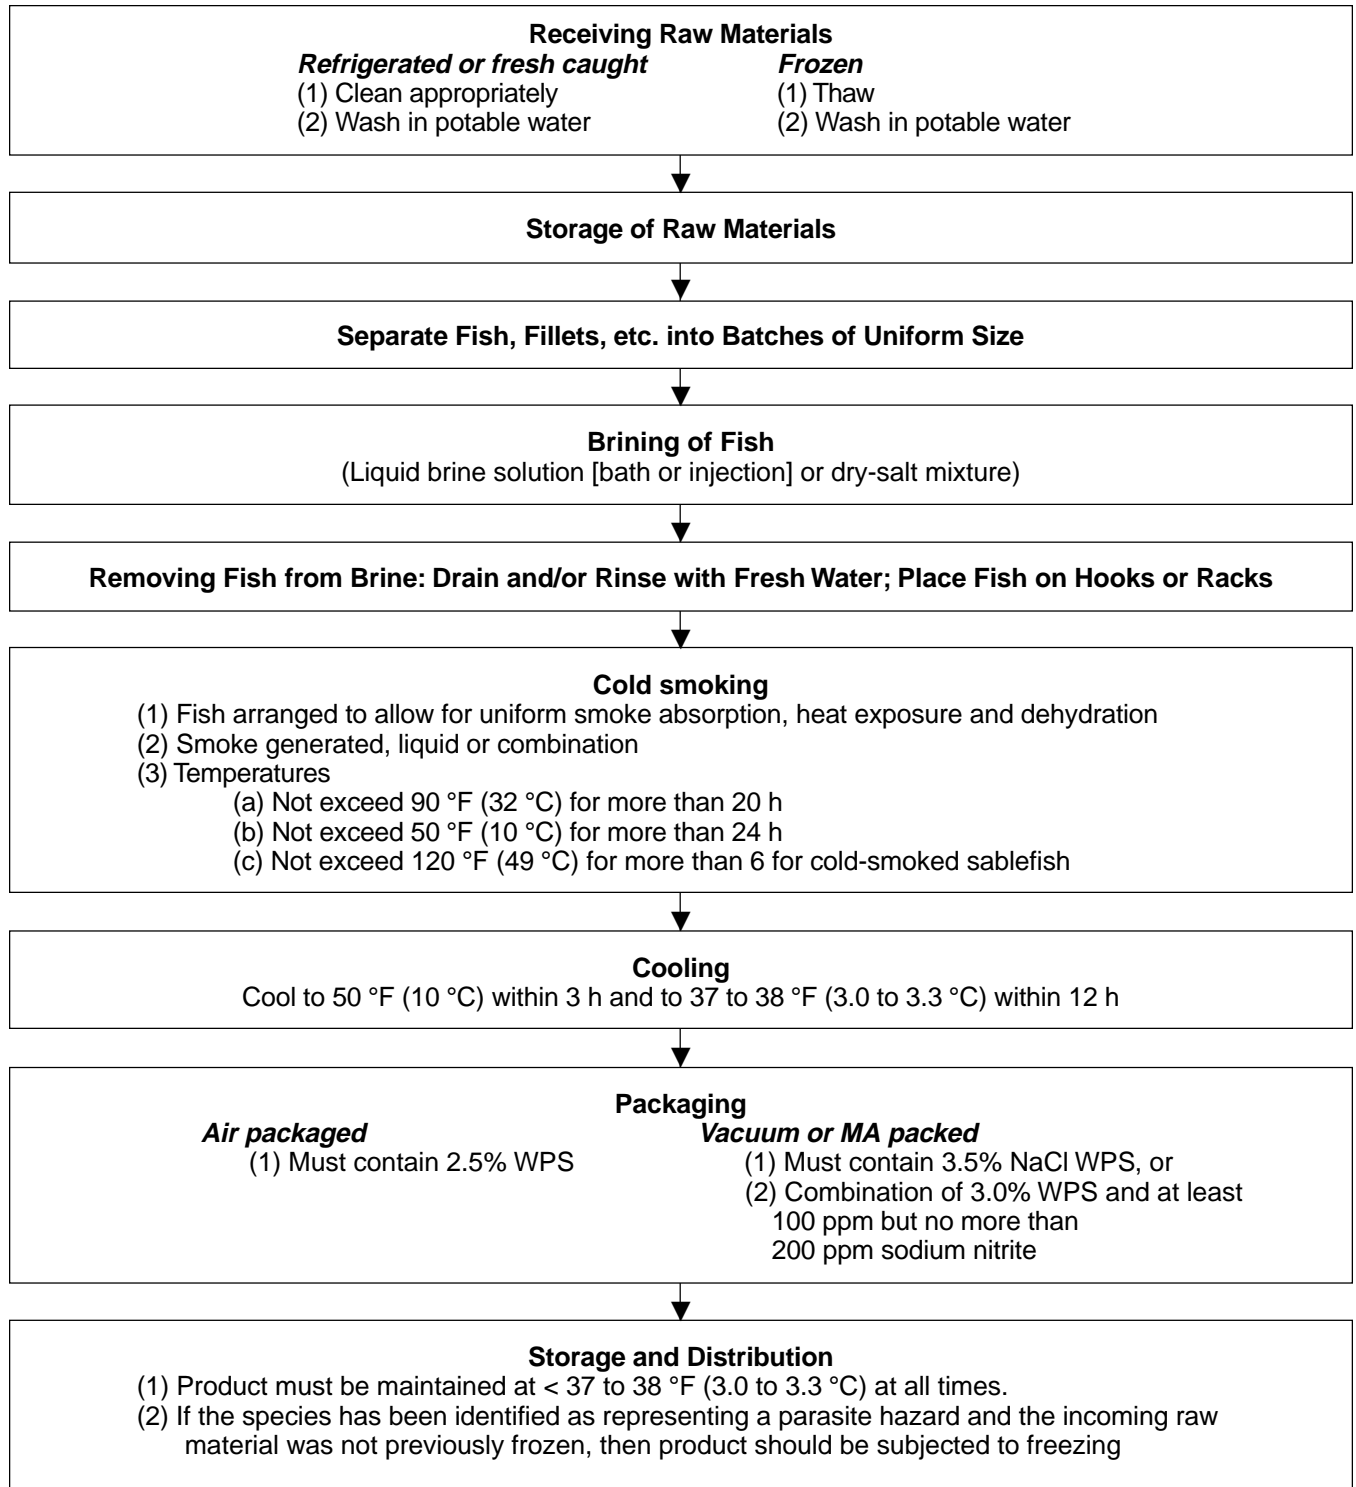 Receiving Raw Materials
Refrigerated or fresh caught
(1) Clean appropriately
(2) Wash in potable water
Frozen
(1) Thaw
(2) Wash in potable water
Storage of Raw Materials
Separate Fish, Fillets, etc. into Batches of Uniform Size
Brining of Fish
(Liquid brine solution [bath or injection] or dry-salt mixture)
Removing Fish from Brine: Drain and/or Rinse with Fresh Water; Place Fish on Hooks or Racks
Cold smoking
(1) Fish arranged to allow for uniform smoke absorption, heat exposure and dehydration
(2) Smoke generated, liquid or combination
(3) Temperatures
(a) Not exceed 90 °F (32 °C) for more than 20 h
(b) Not exceed 50 °F (10 °C) for more than 24 h
(c) Not exceed 120 °F (49 °C) for more than 6 for cold-smoked sablefish
Cooling
Cool to 50 °F (10 °C) within 3 h and to 37 to 38 °F (3.0 to 3.3 °C) within 12 h
Packaging
Air packaged
(1) Must contain 2.5% WPS
Vacuum or MA packed
(1) Must contain 3.5% NaCl WPS, or
(2) Combination of 3.0% WPS and at least
100 ppm but no more than
200 ppm sodium nitrite
Storage and Distribution
(1) Product must be maintained at < 37 to 38 °F (3.0 to 3.3 °C) at all times.
(2) If the species has been identified as representing a parasite hazard and the incoming raw
material was not previously frozen, then product should be subjected to freezing